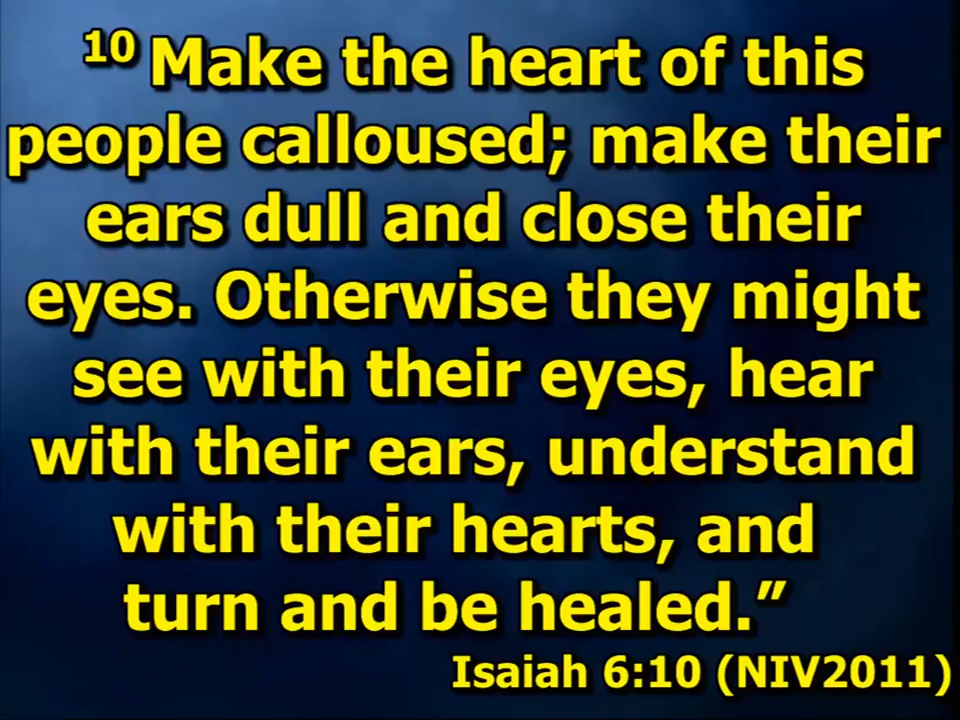 10 Make the heart of this
people calloused; make their
ears dull and close their
eyes. Otherwise they might
see with their eyes, hear
with their ears, understand
with their hearts, and
turn and be healed.”
Isaiah 6:10 (NIV2011)